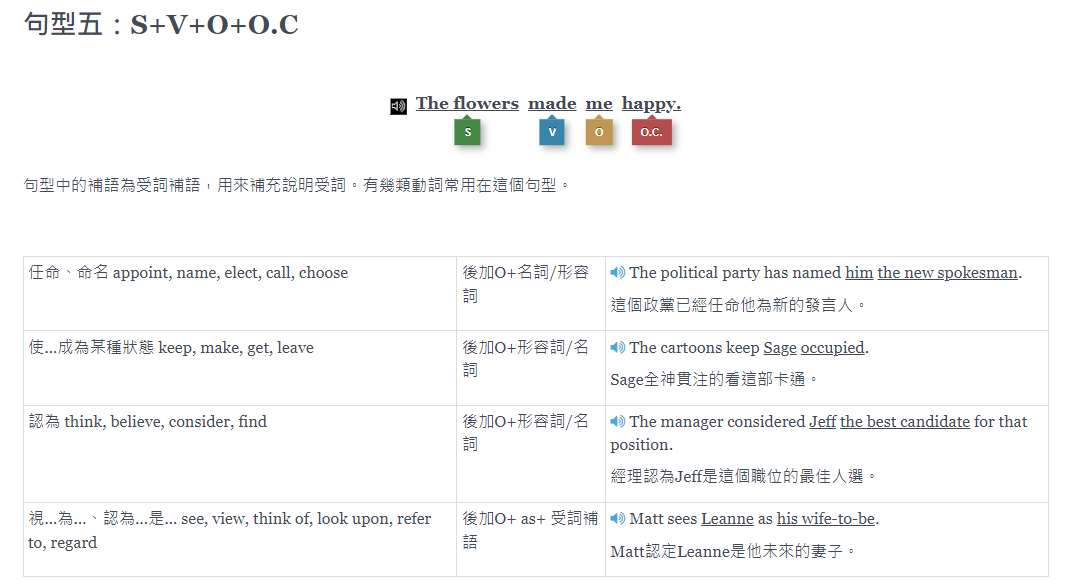 句型五：S+V+O+O.C
The flowers made me happy.
S V O O.C.
句型中的補語為受詞補語，用來補充說明受詞。有幾類動詞常用在這個句型。
任命、命名 appoint, name, elect, call, choose
後加O+名詞/形容
詞
The political party has named him the new spokesman.
這個政黨已經任命他為新的發言人。
使...成為某種狀態 keep, make, get, leave
後加O+形容詞/名
詞
The cartoons keep Sage occupied.
Sage全神貫注的看這部卡通。
認為 think, believe, consider, find
後加O+形容詞/名
詞
The manager considered Jeff the best candidate for that
position.
經理認為Jeff是這個職位的最佳人選。
視...為...、認為...是... see, view, think of, look upon, refer
to, regard
後加O+ as+ 受詞補
語
Matt sees Leanne as his wife-to-be.
Matt認定Leanne是他未來的妻子。